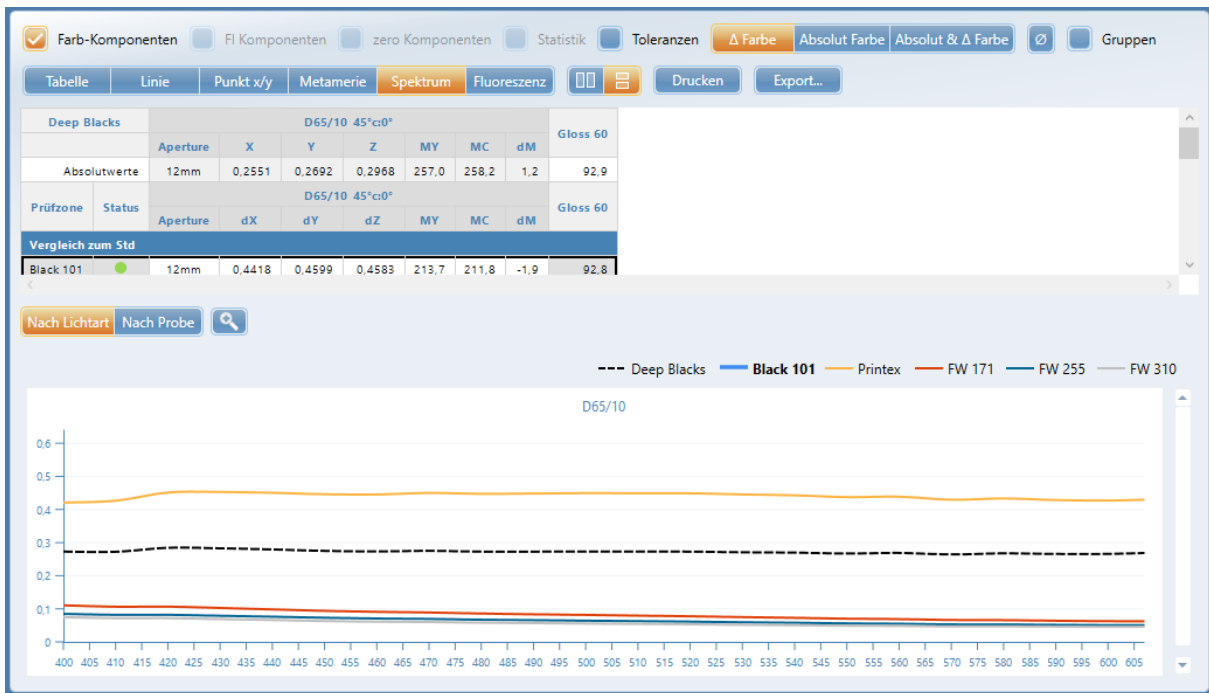 Farb-Komponenten FI Komponenten zero Komponenten Statistik Toleranzen Δ Farbe Absolut Farbe Absolut & Δ Farbe Ø Gruppen
Tabelle Linie Punkt x/y Metamerie Spektrum Fluoreszenz Drucken Export...
Deep Blacks D65/10 45°c:0° Gloss 60
Aperture X Y Z MY MC dM
Absolutwerte 12mm 0,2551 0,2692 0,2968 257,0 258,2 1,2 92,9
Prüfzone Status D65/10 45°c:0° Gloss 60
Aperture dX dY dZ MY MC dM
Vergleich zum Std
Black 101 12mm 0,4418 0,4599 0,4583 213,7 211,8 -1,9 92,8
Nach Lichtart Nach Probe
Deep Blacks Black 101 Printex FW 171 FW 255 FW 310
D65/10
0,6
0,5
0,4
0,3
0,2
0,1
0
400 405 410 415 420 425 430 435 440 445 450 455 460 465 470 475 480 485 490 495 500 505 510 515 520 525 530 535 540 545 550 555 560 565 570 575 580 585 590 595 600 605